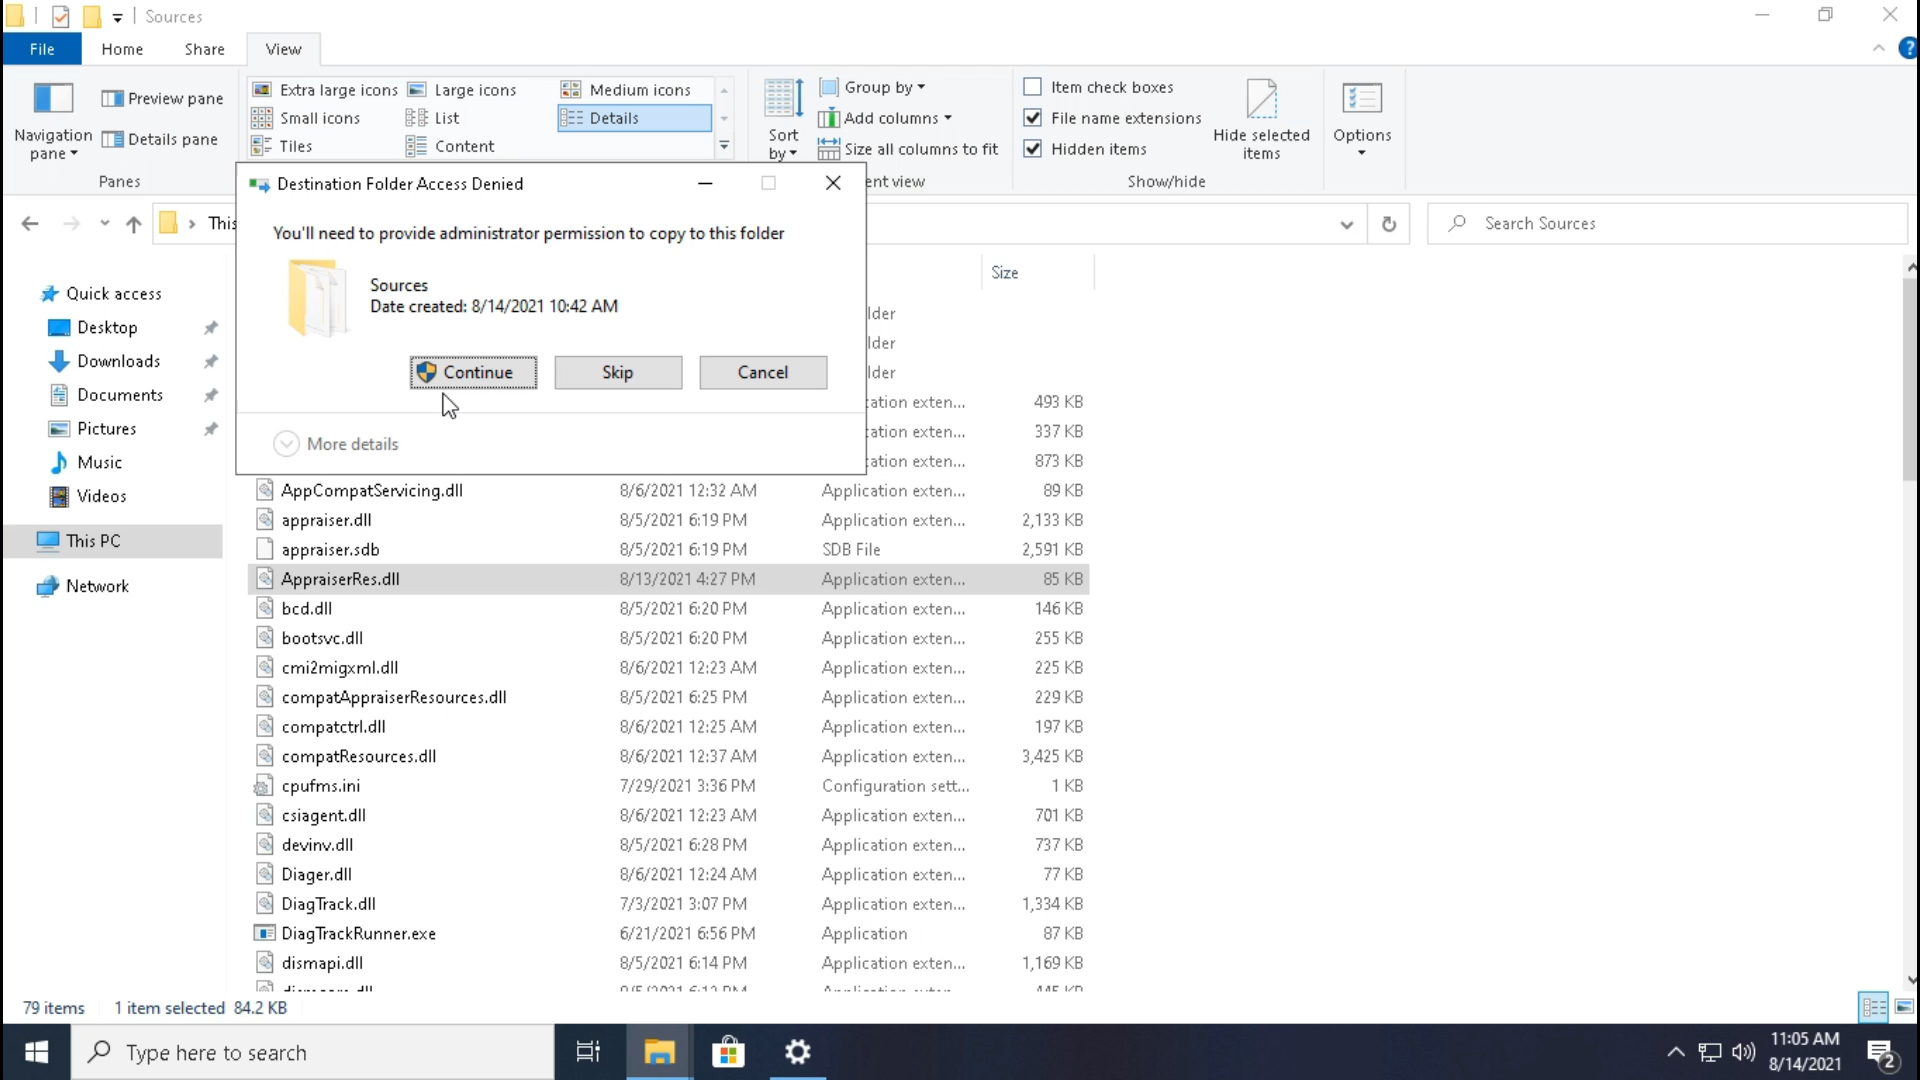 Sources
File
Home
Share
View
Navigation
pane
Preview pane
Details pane
Panes
Extra large icons
Large icons
Medium icons
Small icons
List
Details
Tiles
Content
Sort
by
Group by
Add columns
Size all columns to fit
ent view
Item check boxes
File name extensions
Hidden items
Hide selected
items
Show/hide
Options
This
Search Sources
Destination Folder Access Denied
You'll need to provide administrator permission to copy to this folder
Sources
Date created: 8/14/2021 10:42 AM
Continue
Skip
Cancel
More details
Quick access
Desktop
Downloads
Documents
Pictures
Music
Videos
This PC
Network
Size
lder
lder
lder
ation exten... 493 KB
ation exten... 337 KB
ation exten... 873 KB
AppCompatServicing.dll 8/6/2021 12:32 AM Application exten... 89 KB
appraiser.dll 8/5/2021 6:19 PM Application exten... 2,133 KB
appraiser.sdb 8/5/2021 6:19 PM SDB File 2,591 KB
AppraiserRes.dll 8/13/2021 4:27 PM Application exten... 85 KB
bcd.dll 8/5/2021 6:20 PM Application exten... 146 KB
bootsvc.dll 8/5/2021 6:20 PM Application exten... 255 KB
cmi2migxml.dll 8/6/2021 12:23 AM Application exten... 225 KB
compatAppraiserResources.dll 8/5/2021 6:25 PM Application exten... 229 KB
compatctrl.dll 8/6/2021 12:25 AM Application exten... 197 KB
compatResources.dll 8/6/2021 12:37 AM Application exten... 3,425 KB
cpufms.ini 7/29/2021 3:36 PM Configuration sett... 1 KB
csiagent.dll 8/6/2021 12:23 AM Application exten... 701 KB
devinv.dll 8/5/2021 6:28 PM Application exten... 737 KB
Diager.dll 8/6/2021 12:24 AM Application exten... 77 KB
DiagTrack.dll 7/3/2021 3:07 PM Application exten... 1,334 KB
DiagTrackRunner.exe 6/21/2021 6:56 PM Application 87 KB
dismapi.dll 8/5/2021 6:14 PM Application exten... 1,169 KB
79 items 1 item selected 84.2 KB
Type here to search
11:05 AM
8/14/2021
2